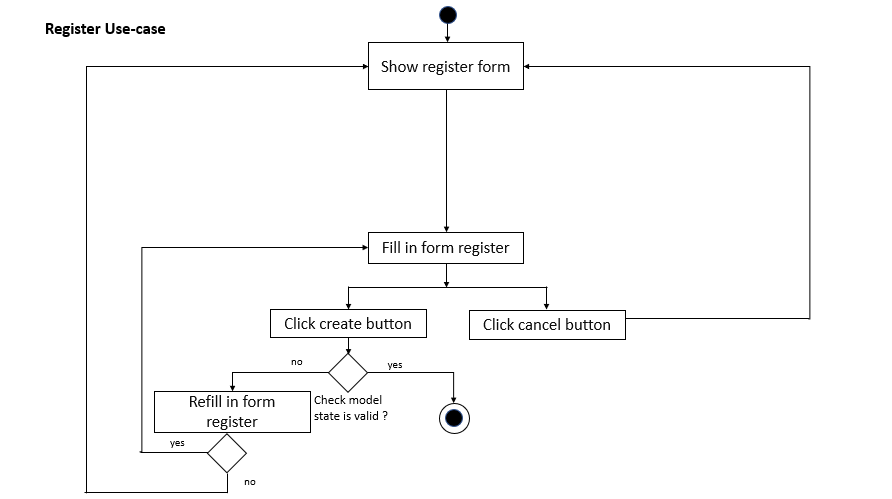 Register Use-case
Show register form
Fill in form register
Click create button
Click cancel button
no
yes
Check model
state is valid ?
Refill in form
register
yes
no